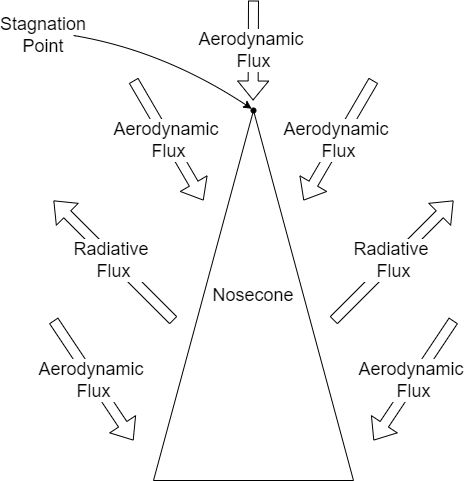 Stagnation
Point
Aerodynamic
Flux
Aerodynamic
Flux
Aerodynamic
Flux
Radiative
Flux
Radiative
Flux
Nosecone
Aerodynamic
Flux
Aerodynamic
Flux